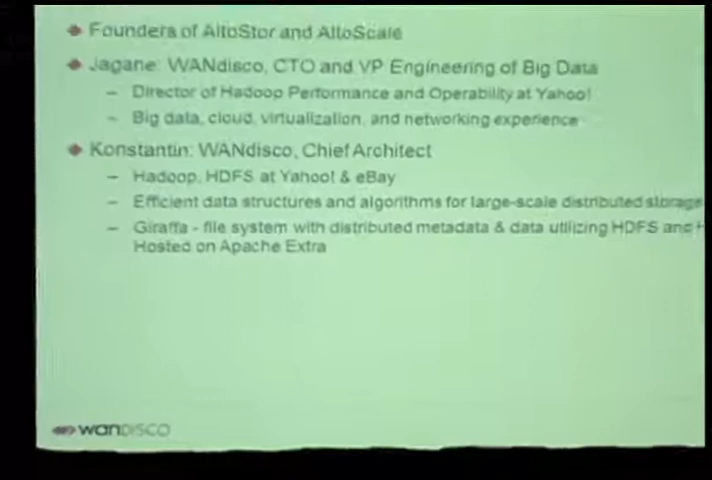 Founders of AltoStor and AltoScale
Jagane: WANdisco, CTO and VP Engineering of Big Data
– Director of Hadoop Performance and Operability at Yahoo!
– Big data, cloud, virtualization, and networking experience
Konstantin: WANdisco, Chief Architect
– Hadoop, HDFS at Yahoo! & eBay
– Efficient data structures and algorithms for large-scale distributed storage
– Giraffa - file system with distributed metadata & data utilizing HDFS and H
Hosted on Apache Extra
WANDISCO